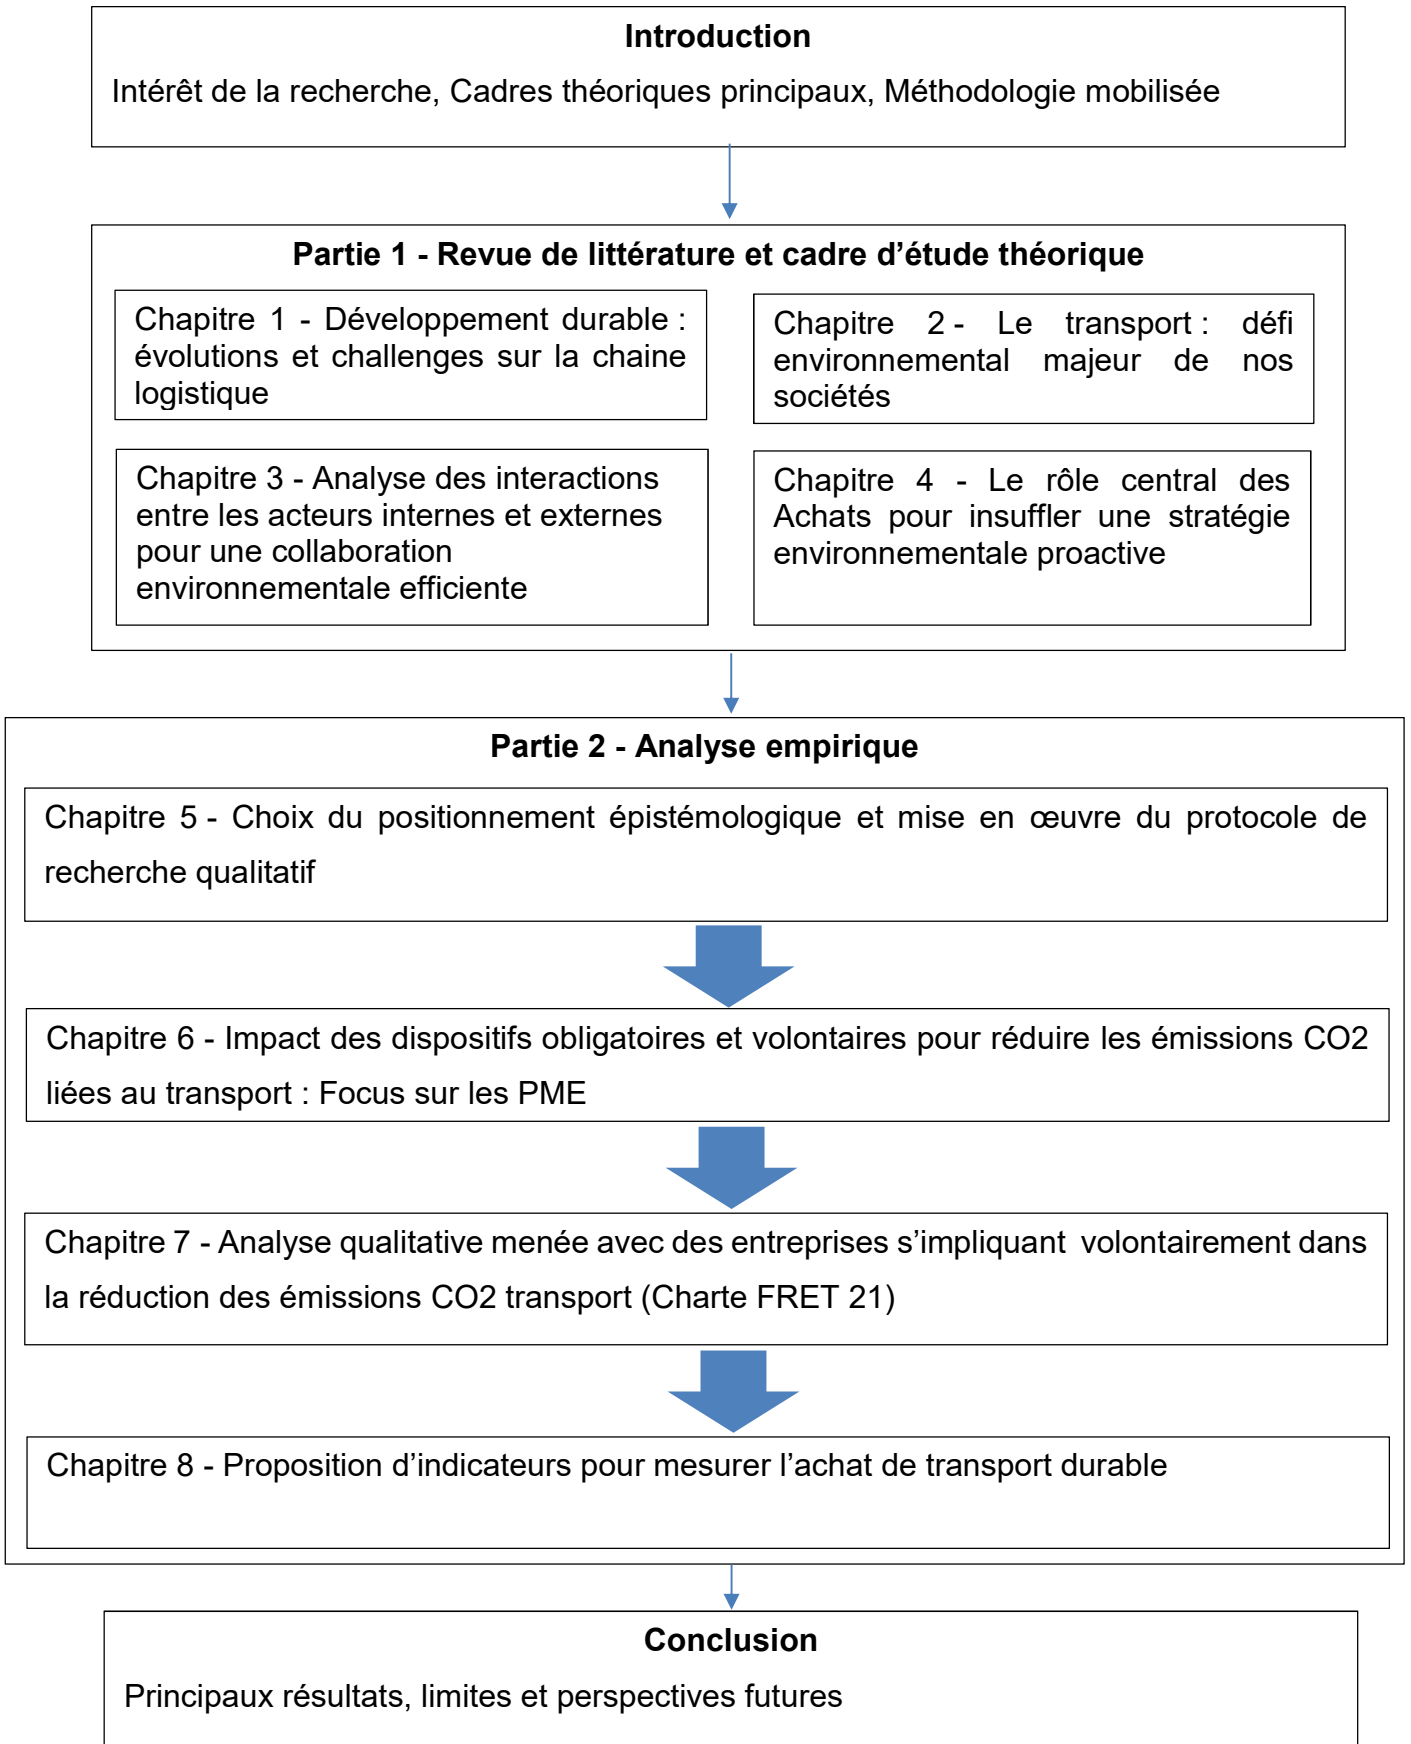 Introduction
Intérêt de la recherche, Cadres théoriques principaux, Méthodologie mobilisée
Partie 1 - Revue de littérature et cadre d’étude théorique
Chapitre 1 - Développement durable :
évolutions et challenges sur la chaine
logistique
Chapitre 2 - Le transport : défi
environnemental majeur de nos
sociétés
Chapitre 3 - Analyse des interactions
entre les acteurs internes et externes
pour une collaboration
environnementale efficiente
Chapitre 4 - Le rôle central des
Achats pour insuffler une stratégie
environnementale proactive
Partie 2 - Analyse empirique
Chapitre 5 - Choix du positionnement épistémologique et mise en œuvre du protocole de
recherche qualitatif
Chapitre 6 - Impact des dispositifs obligatoires et volontaires pour réduire les émissions CO2
liées au transport : Focus sur les PME
Chapitre 7 - Analyse qualitative menée avec des entreprises s’impliquant volontairement dans
la réduction des émissions CO2 transport (Charte FRET 21)
Chapitre 8 - Proposition d’indicateurs pour mesurer l’achat de transport durable
Conclusion
Principaux résultats, limites et perspectives futures